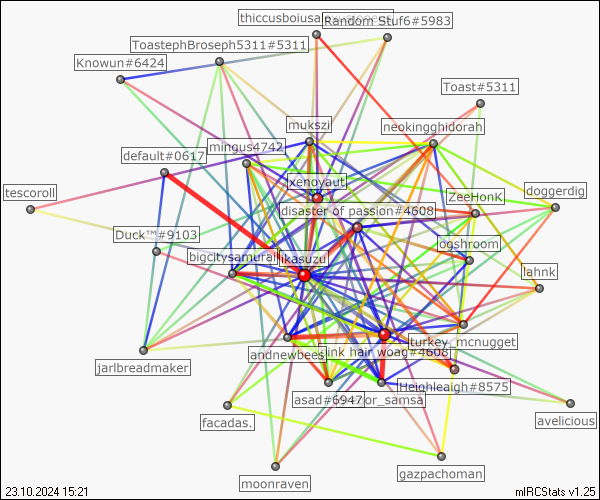 thiccusboiusa
Random Stuf6#5983
ToastephBroseph5311#5311
Knowun#6424
Toast#5311
mukszi
neokingghidorah
mingus4742
default#0617
xenoyaut
tescoroll
ZeeHonK
doggerdig
disaster of passion#4608
Duck™#9103
ogshroom
bigcitysamurai
ikasuzu
lahnk
turkey_mcnugget
link hair woag#4608
andnewbees
jarlbreadmaker
Heighleaigh#8575
asad#6947
or_samsa
avelicious
facadas.
gazpachoman
moonraven
23.10.2024 15:21
mIRCStats v1.25